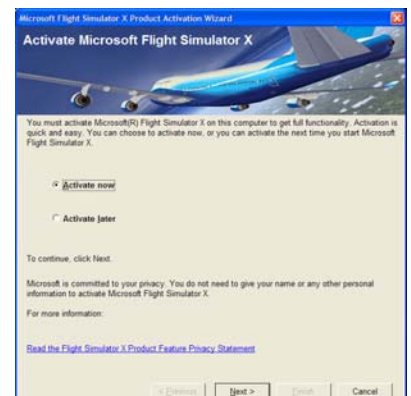 Microsoft Flight Simulator X Product Activation Wizard
Activate Microsoft Flight Simulator X
You must activate Microsoft(R) Flight Simulator X on this computer to get full functionality. Activation is
quick and easy. You can choose to activate now, or you can activate the next time you start Microsoft
Flight Simulator X.
Activate now
Activate later
To continue, click Next.
Microsoft is committed to your privacy. You do not need to give your name or any other personal
information to activate Microsoft Flight Simulator X.
For more information:
Read the Flight Simulator X Product Feature Privacy Statement
< Previous Next > Finish Cancel